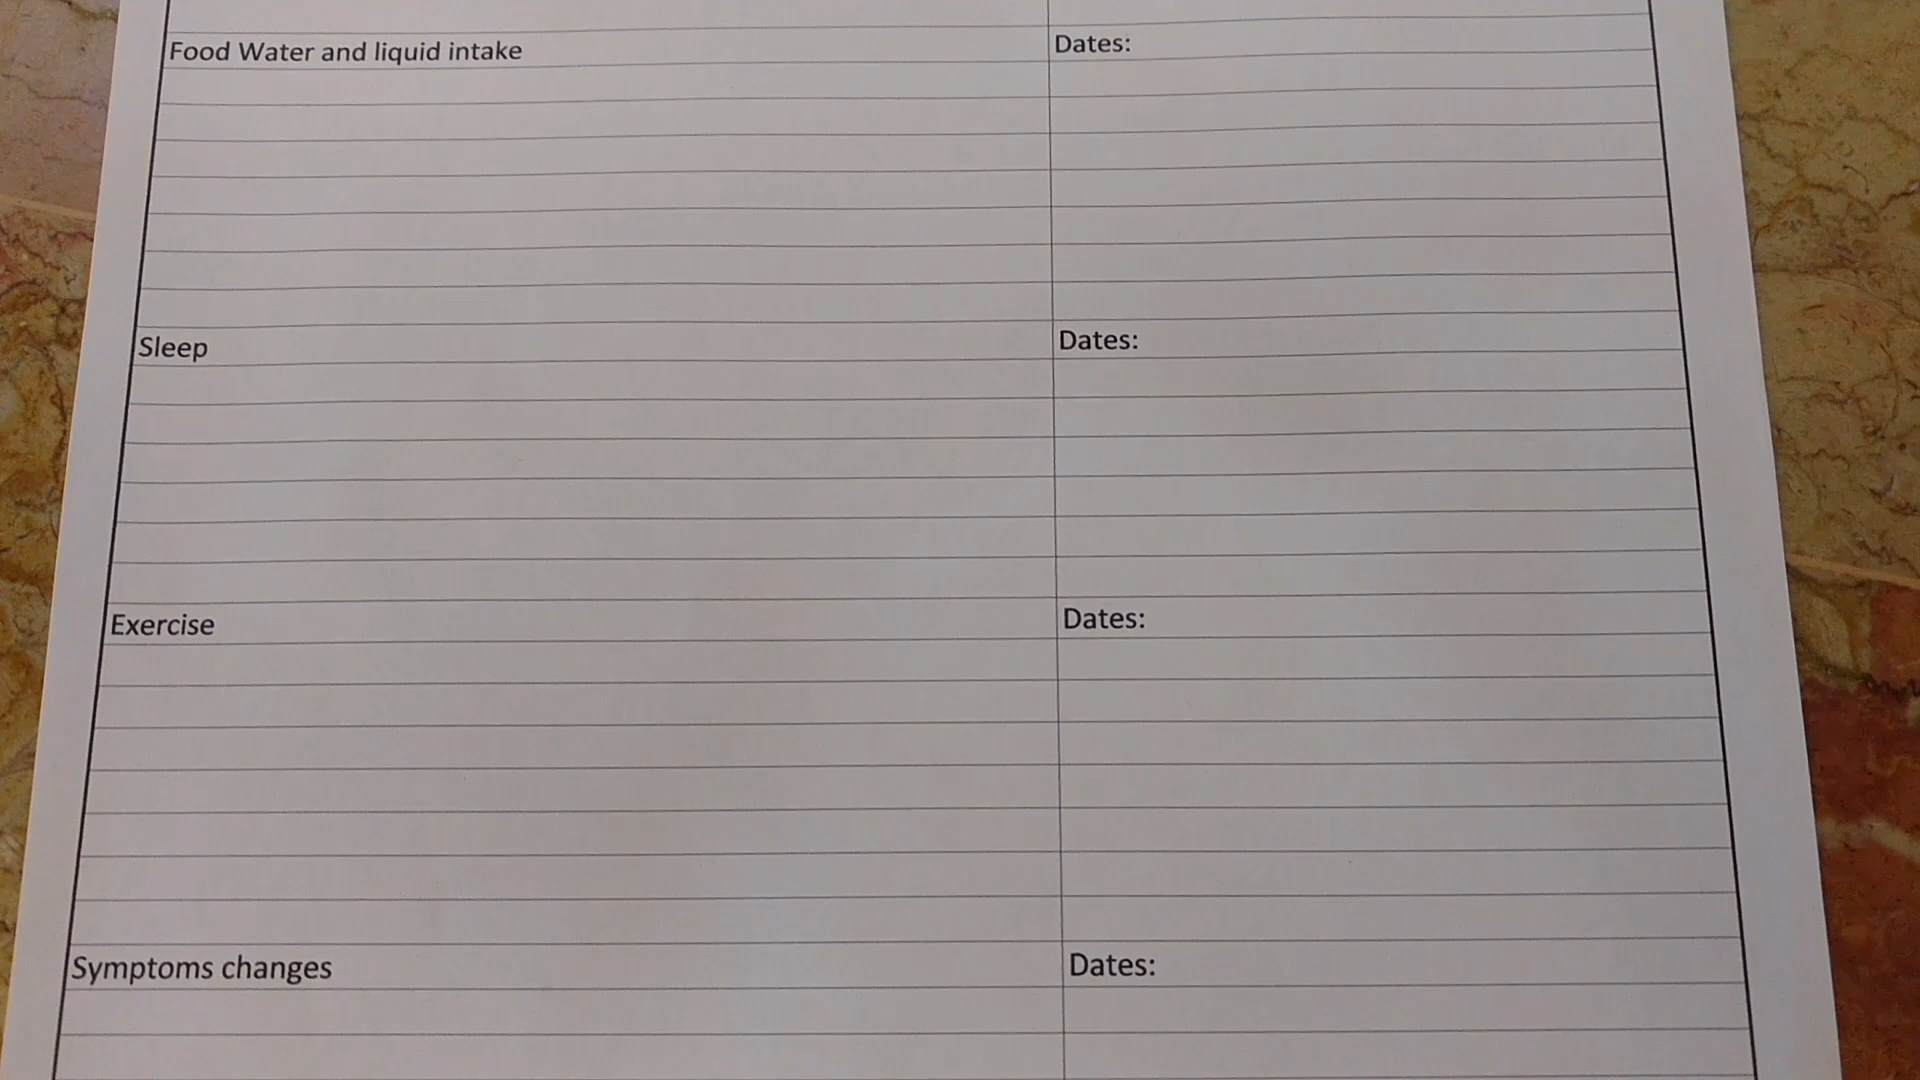 Food Water and liquid intake Dates:
Sleep Dates:
Exercise Dates:
Symptoms changes Dates: